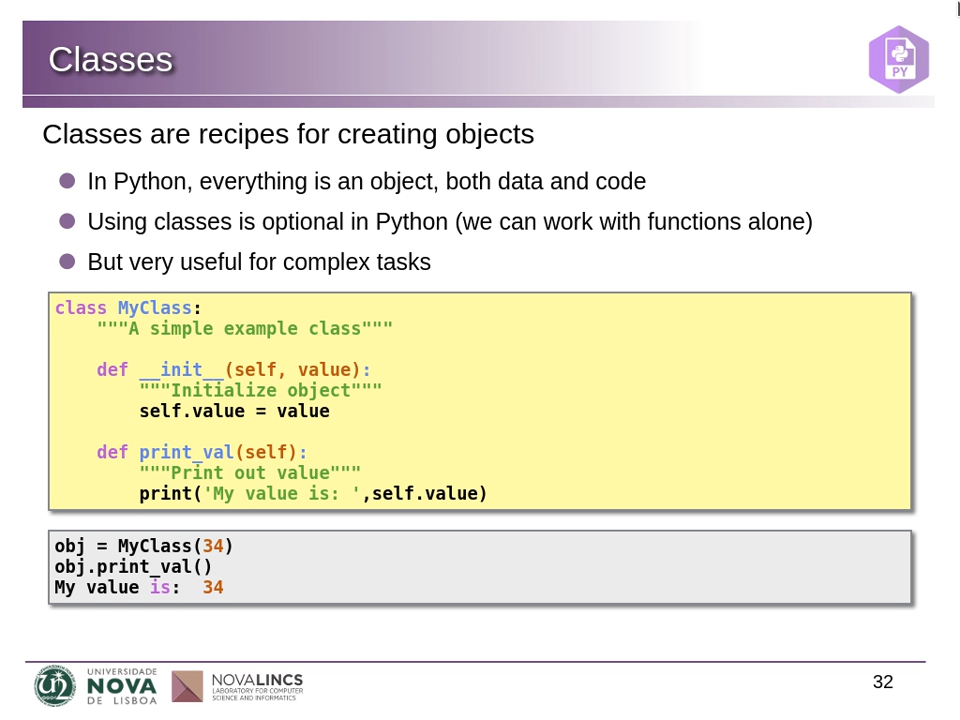 Classes
PY
Classes are recipes for creating objects
In Python, everything is an object, both data and code
Using classes is optional in Python (we can work with functions alone)
But very useful for complex tasks
class MyClass:
    """A simple example class"""
    def __init__(self, value):
        """Initialize object"""
        self.value = value
    def print_val(self):
        """Print out value"""
        print('My value is: ',self.value)
obj = MyClass(34)
obj.print_val()
My value is:  34
UNIVERSIDADE
NOVA
DE LISBOA
NOVALINCS
LABORATORY FOR COMPUTER
SCIENCE AND INFORMATICS
32